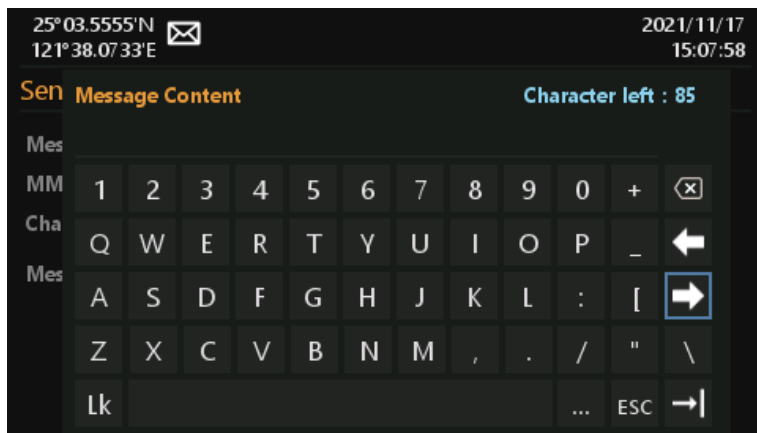 25°03.5555'N
121°38.0733'E
2021/11/17
15:07:58
Sen
Message Content
Character left : 85
Mes
MM
Cha
Mes
1 2 3 4 5 6 7 8 9 0 +
Q W E R T Y U I O P _
A S D F G H J K L : [
Z X C V B N M , . / " \
Lk ... ESC